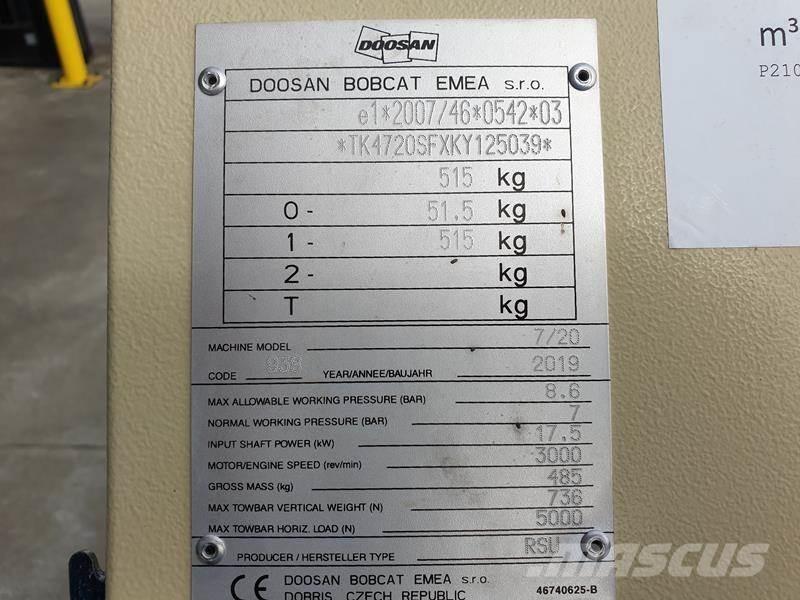 DOOSAN
DOOSAN BOBCAT EMEA s.r.o.
e1*2007/46*0542*03
*TK4720SFXKY125039*
515 kg
0 - 51.5 kg
1 - 515 kg
2 - kg
T kg
MACHINE MODEL 7/20
CODE 938 YEAR/ANNEE/BAUJAHR 2019
MAX ALLOWABLE WORKING PRESSURE (BAR) 8.6
NORMAL WORKING PRESSURE (BAR) 7
INPUT SHAFT POWER (kW) 17.5
MOTOR/ENGINE SPEED (rev/min) 3000
GROSS MASS (kg) 485
MAX TOWBAR VERTICAL WEIGHT (N) 736
MAX TOWBAR HORIZ. LOAD (N) 5000
PRODUCER / HERSTELLER TYPE RSU
CE DOOSAN BOBCAT EMEA s.r.o. 46740625-B
DOBRIS, CZECH REPUBLIC
m³
P210
MASCUS